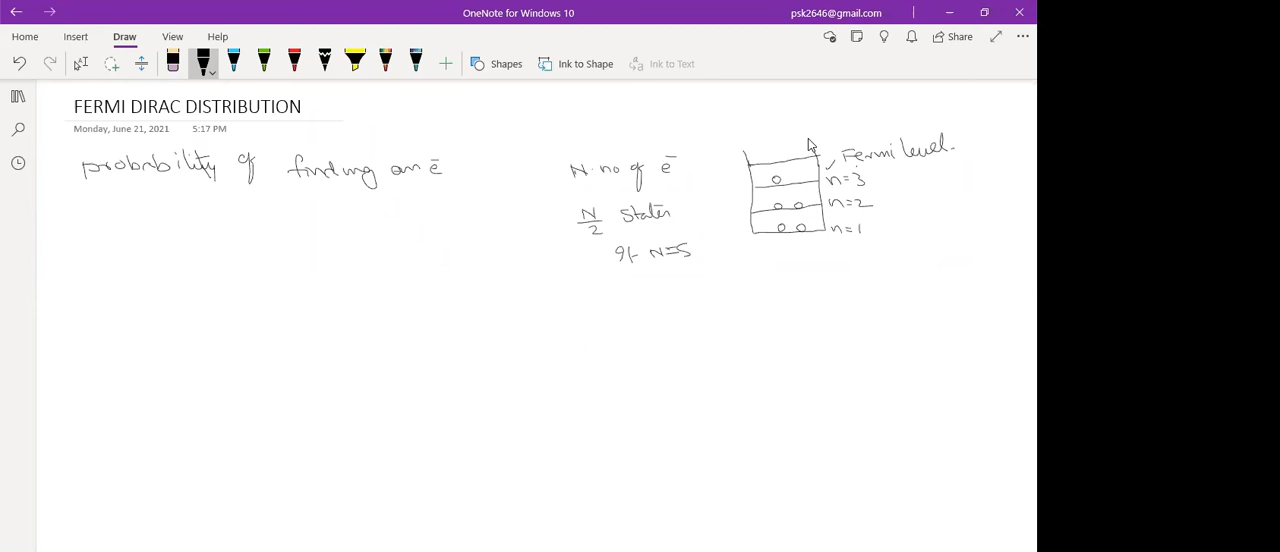 OneNote for Windows 10
psk2646@gmail.com
Home Insert Draw View Help
Share
Shapes Ink to Shape Ink to Text
FERMI DIRAC DISTRIBUTION
Monday, June 21, 2021 5:17 PM
probability of finding an ē
N. no of ē
N/2 states
If N=5
Fermi level.
n=3
n=2
n=1